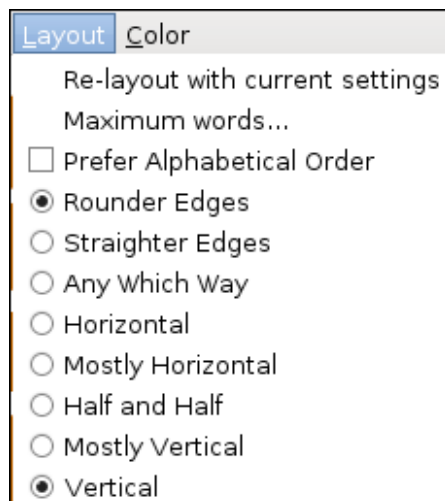 Layout Color
Re-layout with current settings
Maximum words...
Prefer Alphabetical Order
Rounder Edges
Straighter Edges
Any Which Way
Horizontal
Mostly Horizontal
Half and Half
Mostly Vertical
Vertical